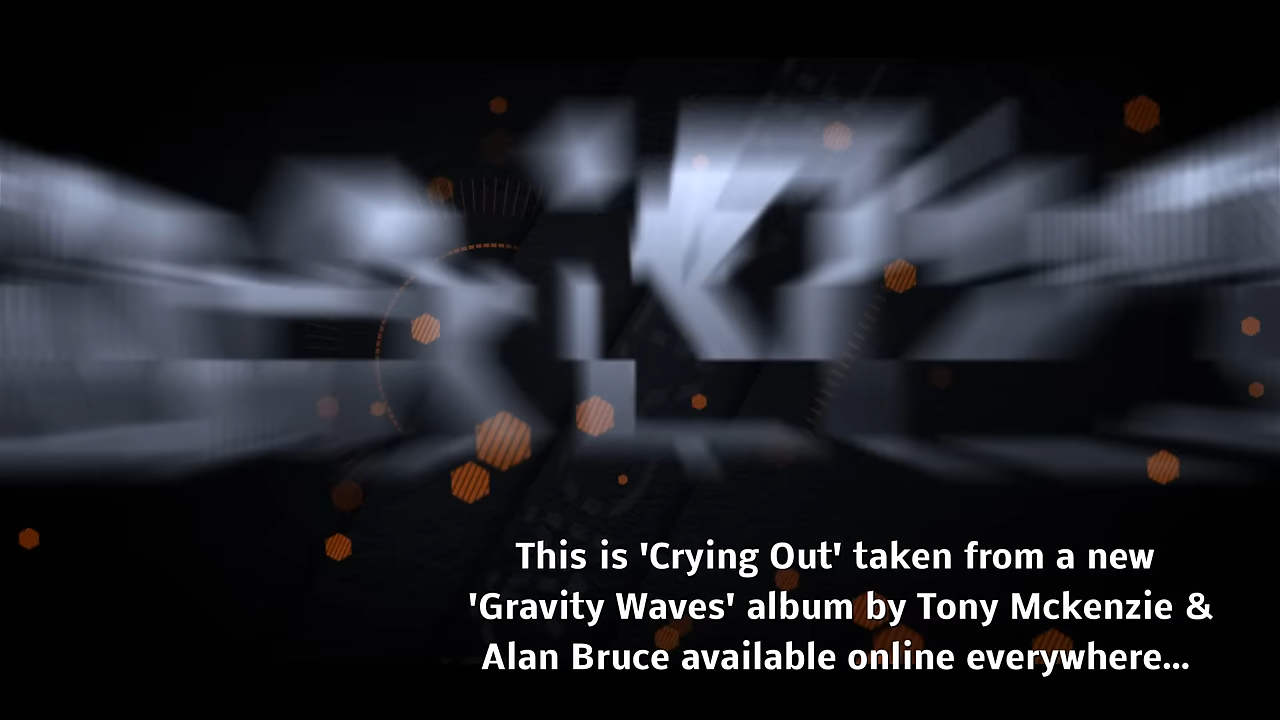 This is 'Crying Out' taken from a new
'Gravity Waves' album by Tony Mckenzie &
Alan Bruce available online everywhere...